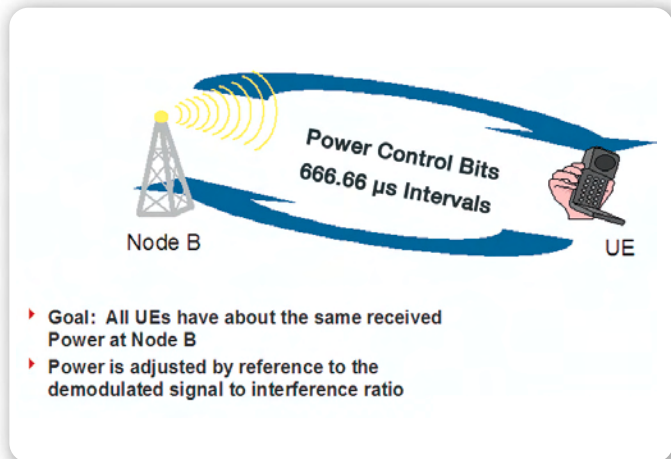 Power Control Bits
666.66 µs Intervals
Node B
UE
Goal: All UEs have about the same received
Power at Node B
Power is adjusted by reference to the
demodulated signal to interference ratio